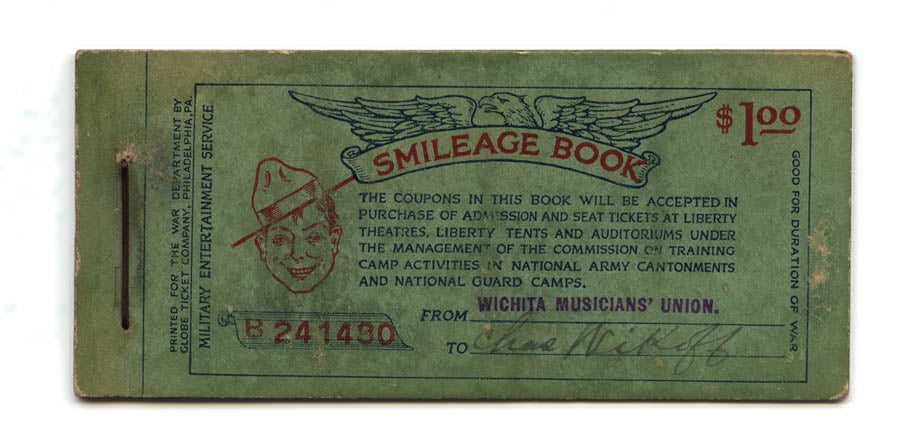 PRINTED FOR THE WAR DEPARTMENT BY
GLOBE TICKET COMPANY, PHILADELPHIA, PA.
MILITARY ENTERTAINMENT SERVICE
$1.00
SMILEAGE BOOK
THE COUPONS IN THIS BOOK WILL BE ACCEPTED IN
PURCHASE OF ADMISSION AND SEAT TICKETS AT LIBERTY
THEATRES, LIBERTY TENTS AND AUDITORIUMS UNDER
THE MANAGEMENT OF THE COMMISSION ON TRAINING
CAMP ACTIVITIES IN NATIONAL ARMY CANTONMENTS
AND NATIONAL GUARD CAMPS.
FROM WICHITA MUSICIANS' UNION.
B 241480
TO Chas Wikoff
GOOD FOR DURATION OF WAR